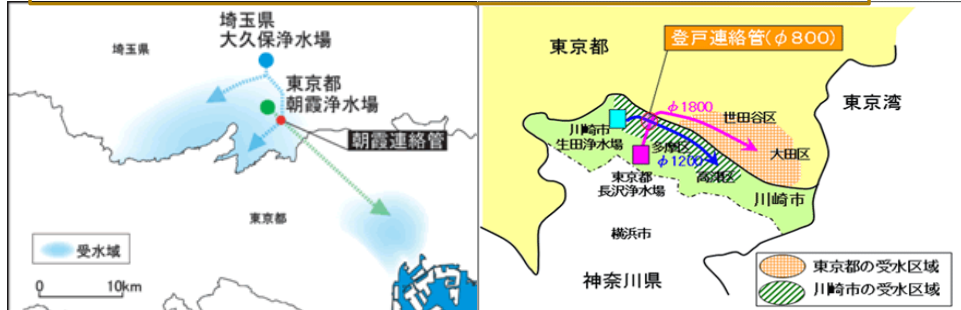 埼玉県
大久保浄水場
埼玉県
東京都
朝霞浄水場
朝霞連絡管
東京都
受水域
0 10km
登戸連絡管(φ800)
東京都
東京湾
φ1800
世田谷区
川崎市
生田浄水場
多摩区
大田区
φ1200
高津区
東京都
長沢浄水場
川崎市
横浜市
神奈川県
東京都の受水区域
川崎市の受水区域